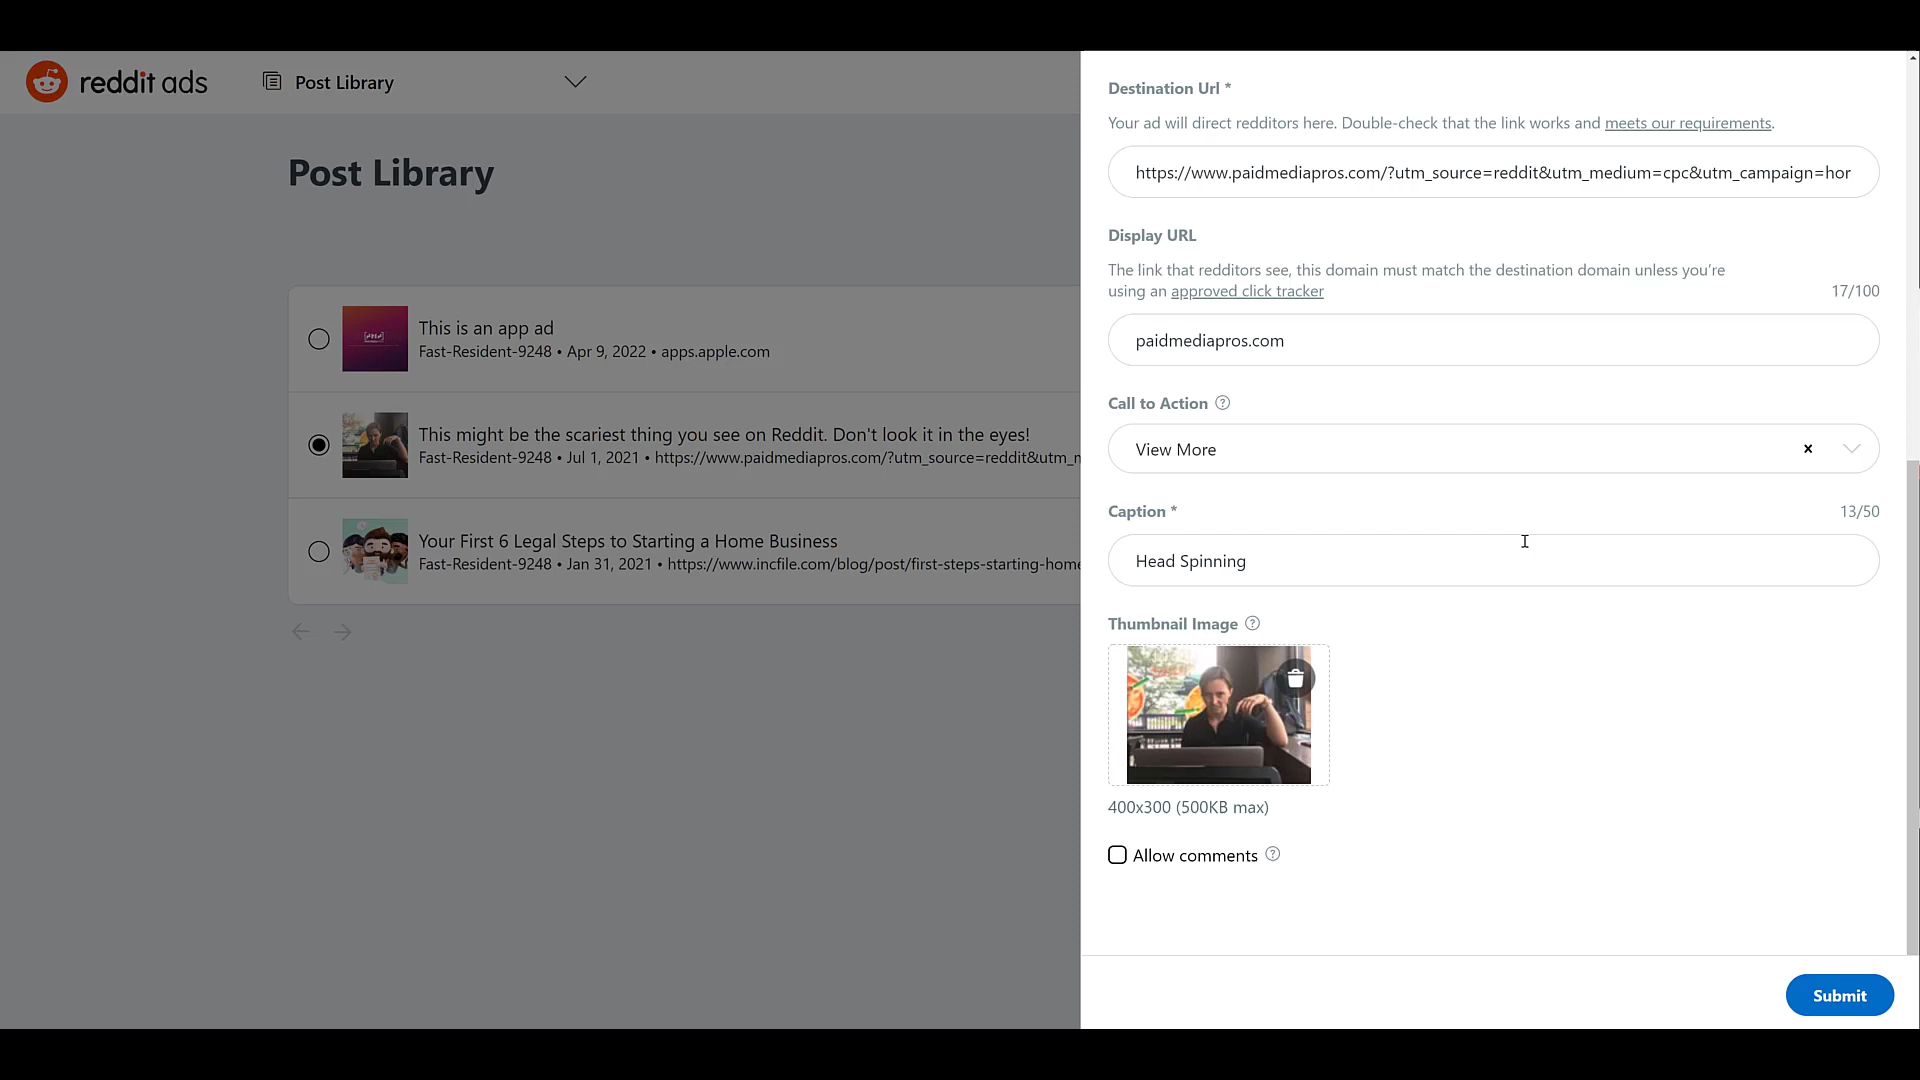 reddit ads
Post Library
Post Library
This is an app ad
Fast-Resident-9248 • Apr 9, 2022 • apps.apple.com
This might be the scariest thing you see on Reddit. Don't look it in the eyes!
Fast-Resident-9248 • Jul 1, 2021 • https://www.paidmediapros.com/?utm_source=reddit&utm_n
Your First 6 Legal Steps to Starting a Home Business
Fast-Resident-9248 • Jan 31, 2021 • https://www.incfile.com/blog/post/first-steps-starting-home
Destination Url *
Your ad will direct redditors here. Double-check that the link works and meets our requirements.
https://www.paidmediapros.com/?utm_source=reddit&utm_medium=cpc&utm_campaign=hor
Display URL
The link that redditors see, this domain must match the destination domain unless you're
using an approved click tracker
17/100
paidmediapros.com
Call to Action
View More
Caption *
13/50
Head Spinning
Thumbnail Image
400x300 (500KB max)
Allow comments
Submit